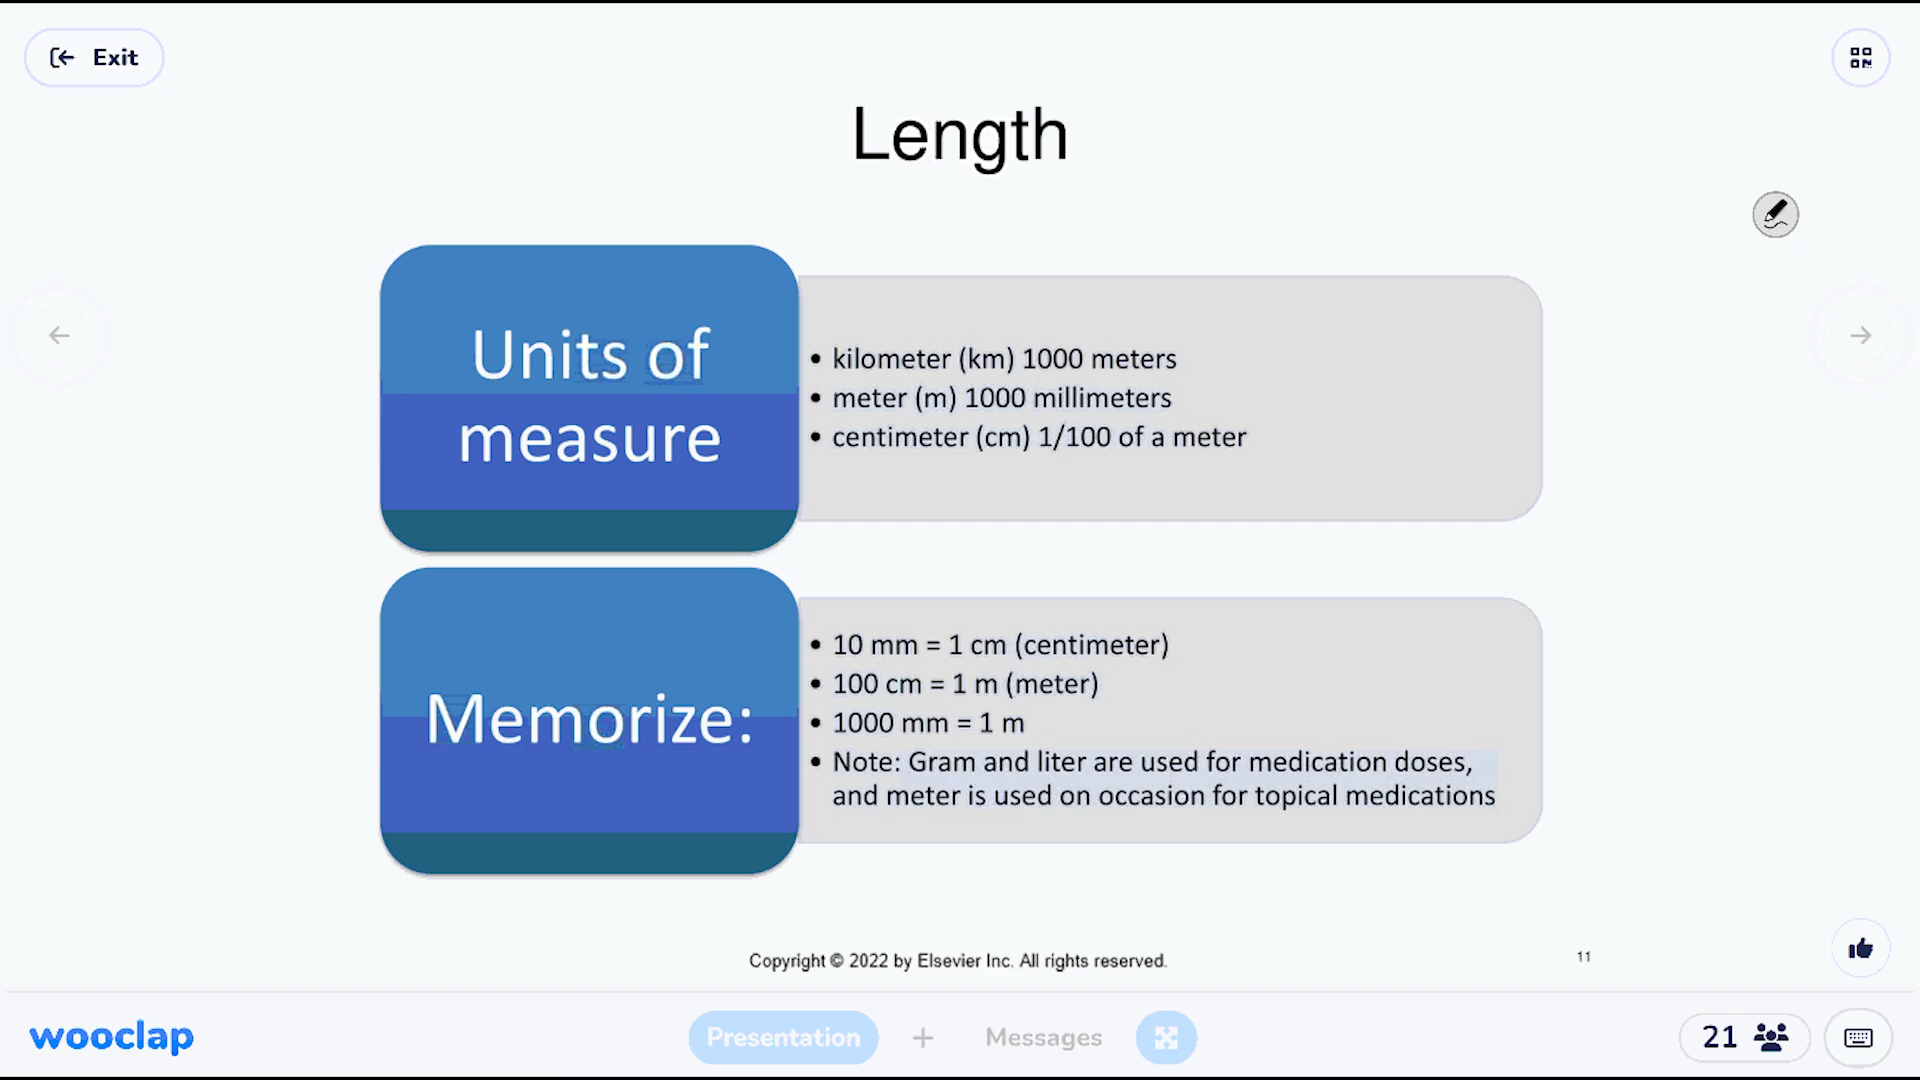 Exit
Length
Units of
measure
• kilometer (km) 1000 meters
• meter (m) 1000 millimeters
• centimeter (cm) 1/100 of a meter
Memorize:
• 10 mm = 1 cm (centimeter)
• 100 cm = 1 m (meter)
• 1000 mm = 1 m
• Note: Gram and liter are used for medication doses,
and meter is used on occasion for topical medications
Copyright © 2022 by Elsevier Inc. All rights reserved.
11
wooclap
Presentation
Messages
21